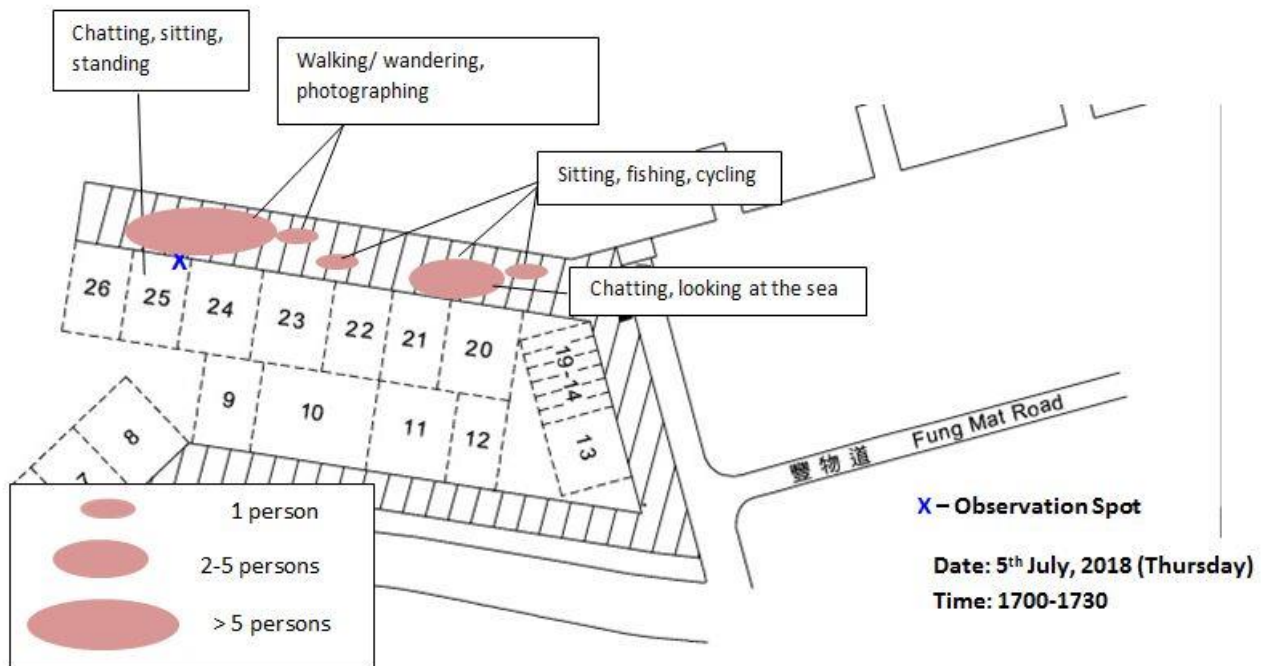 Chatting, sitting,
standing
Walking/ wandering,
photographing
Sitting, fishing, cycling
Chatting, looking at the sea
26
25
24
23
22
21
20
19-14
13
9
10
11
12
8
7
豐物道 Fung Mat Road
1 person
2-5 persons
> 5 persons
X – Observation Spot
Date: 5th July, 2018 (Thursday)
Time: 1700-1730